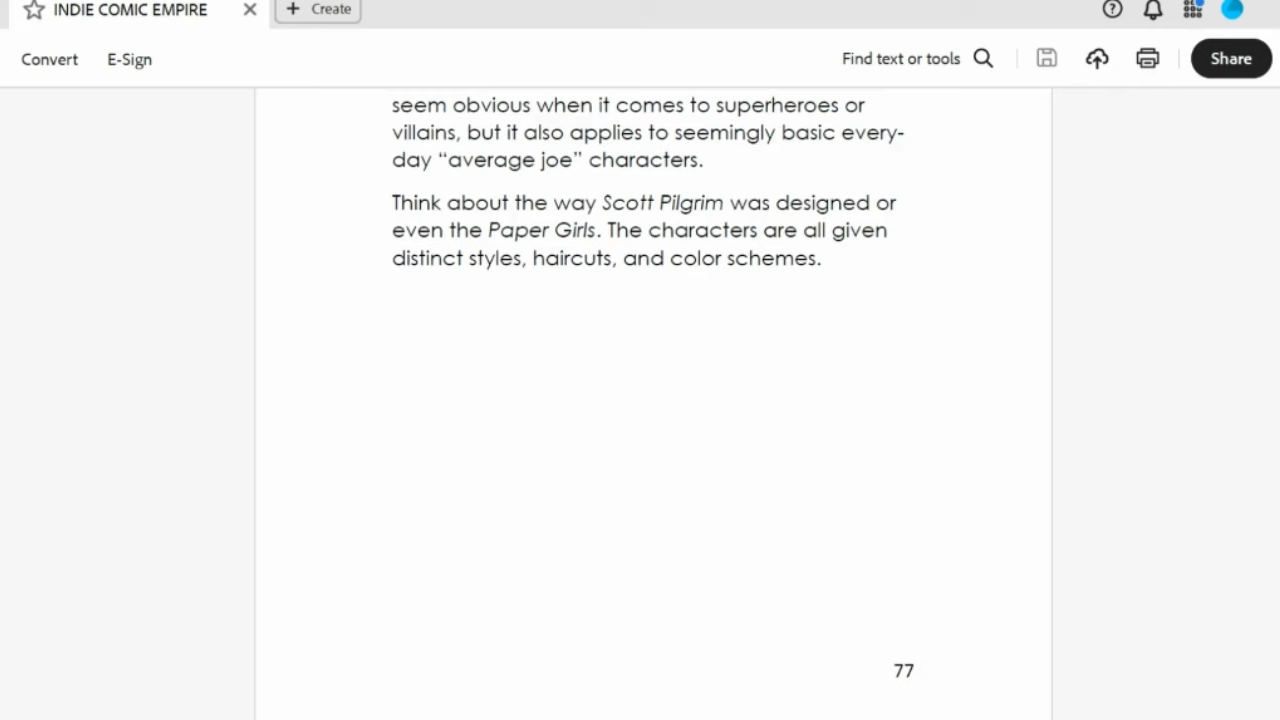 INDIE COMIC EMPIRE
Create
Convert
E-Sign
Find text or tools
Share
seem obvious when it comes to superheroes or
villains, but it also applies to seemingly basic every-
day “average joe” characters.
Think about the way Scott Pilgrim was designed or
even the Paper Girls. The characters are all given
distinct styles, haircuts, and color schemes.
77